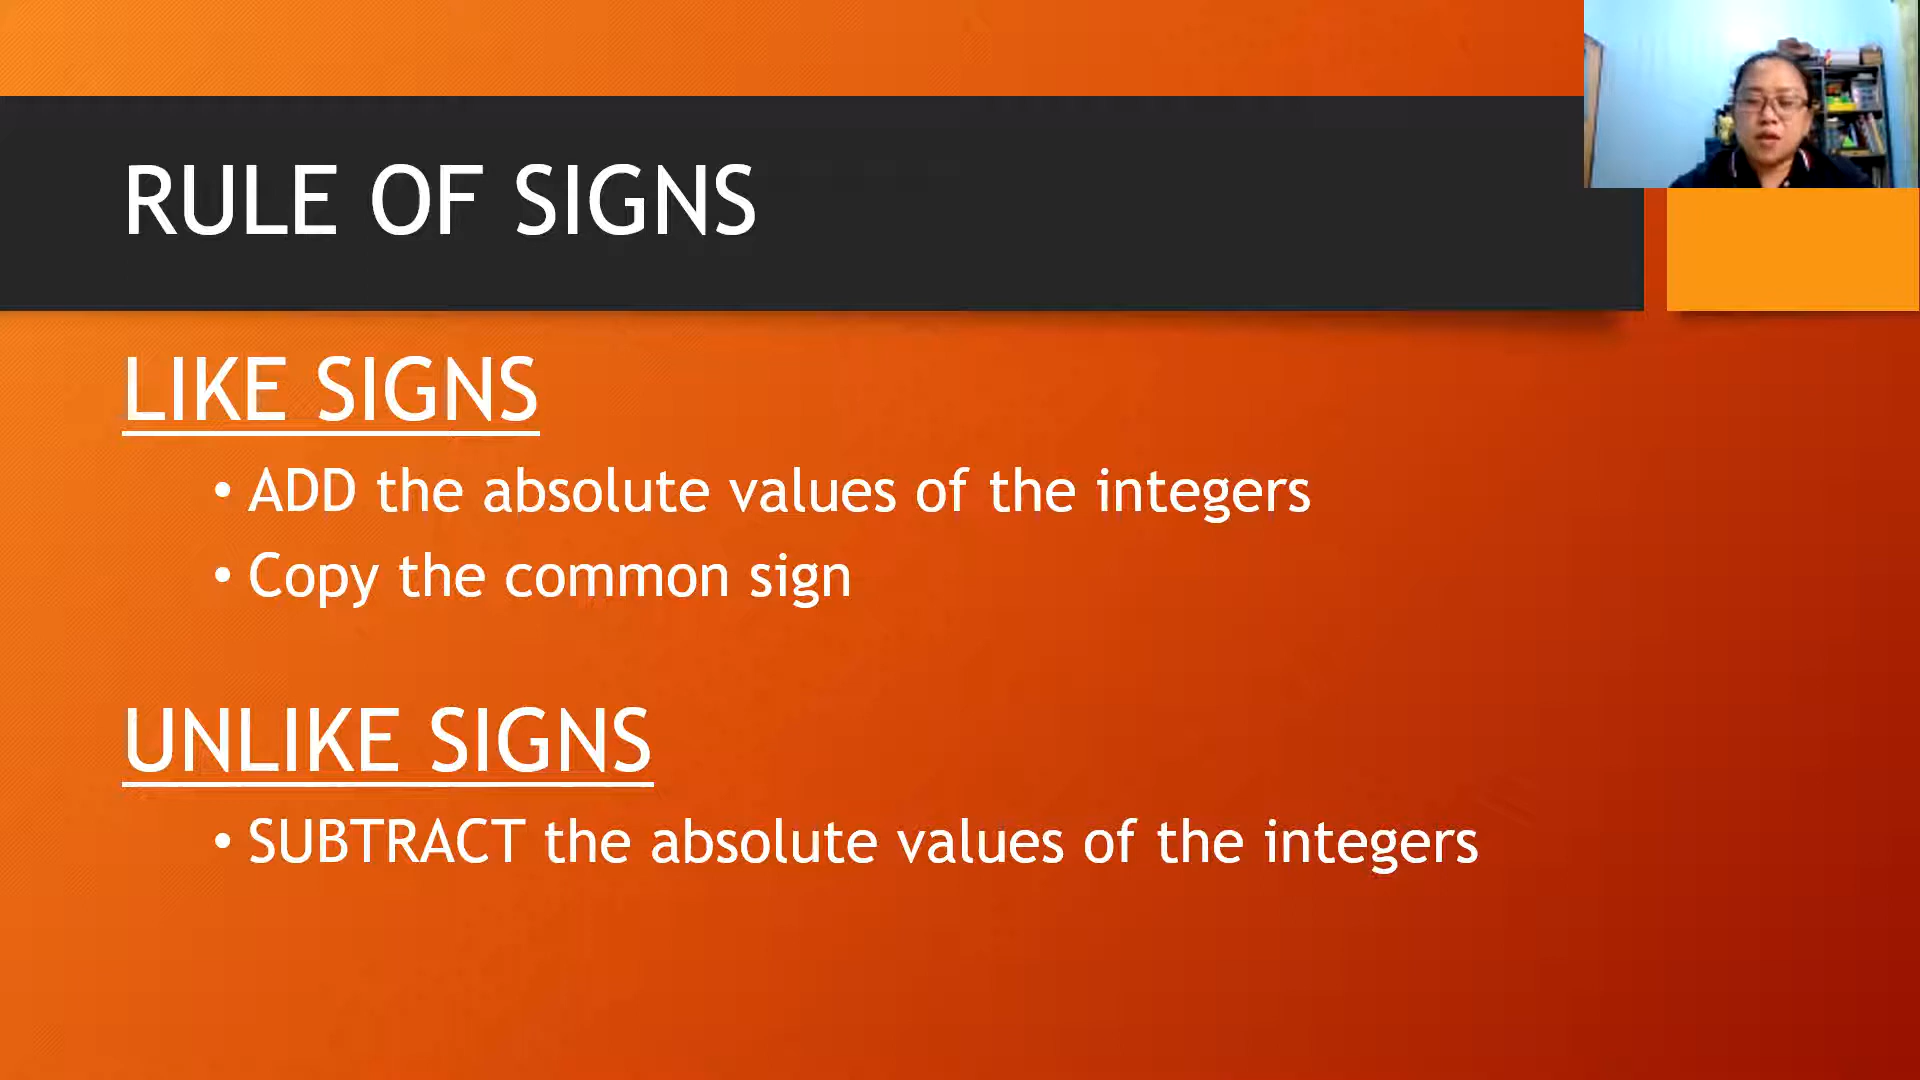 RULE OF SIGNS
LIKE SIGNS
• ADD the absolute values of the integers
• Copy the common sign
UNLIKE SIGNS
• SUBTRACT the absolute values of the integers